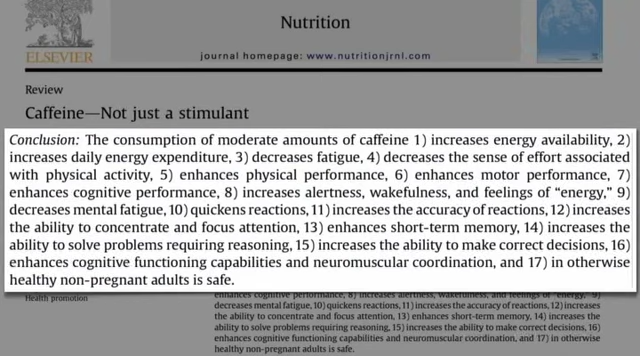 Nutrition
ELSEVIER
journal homepage: www.nutritionjrnl.com
Review
Caffeine—Not just a stimulant
Conclusion: The consumption of moderate amounts of caffeine 1) increases energy availability, 2)
increases daily energy expenditure, 3) decreases fatigue, 4) decreases the sense of effort associated
with physical activity, 5) enhances physical performance, 6) enhances motor performance, 7)
enhances cognitive performance, 8) increases alertness, wakefulness, and feelings of “energy,” 9)
decreases mental fatigue, 10) quickens reactions, 11) increases the accuracy of reactions, 12) increases
the ability to concentrate and focus attention, 13) enhances short-term memory, 14) increases the
ability to solve problems requiring reasoning, 15) increases the ability to make correct decisions, 16)
enhances cognitive functioning capabilities and neuromuscular coordination, and 17) in otherwise
healthy non-pregnant adults is safe.
Health promotion
enhances cognitive performance, 8) increases alertness, wakefulness, and feelings of “energy,” 9)
decreases mental fatigue, 10) quickens reactions, 11) increases the accuracy of reactions, 12) increases
the ability to concentrate and focus attention, 13) enhances short-term memory, 14) increases the
ability to solve problems requiring reasoning, 15) increases the ability to make correct decisions, 16)
enhances cognitive functioning capabilities and neuromuscular coordination, and 17) in otherwise
healthy non-pregnant adults is safe.